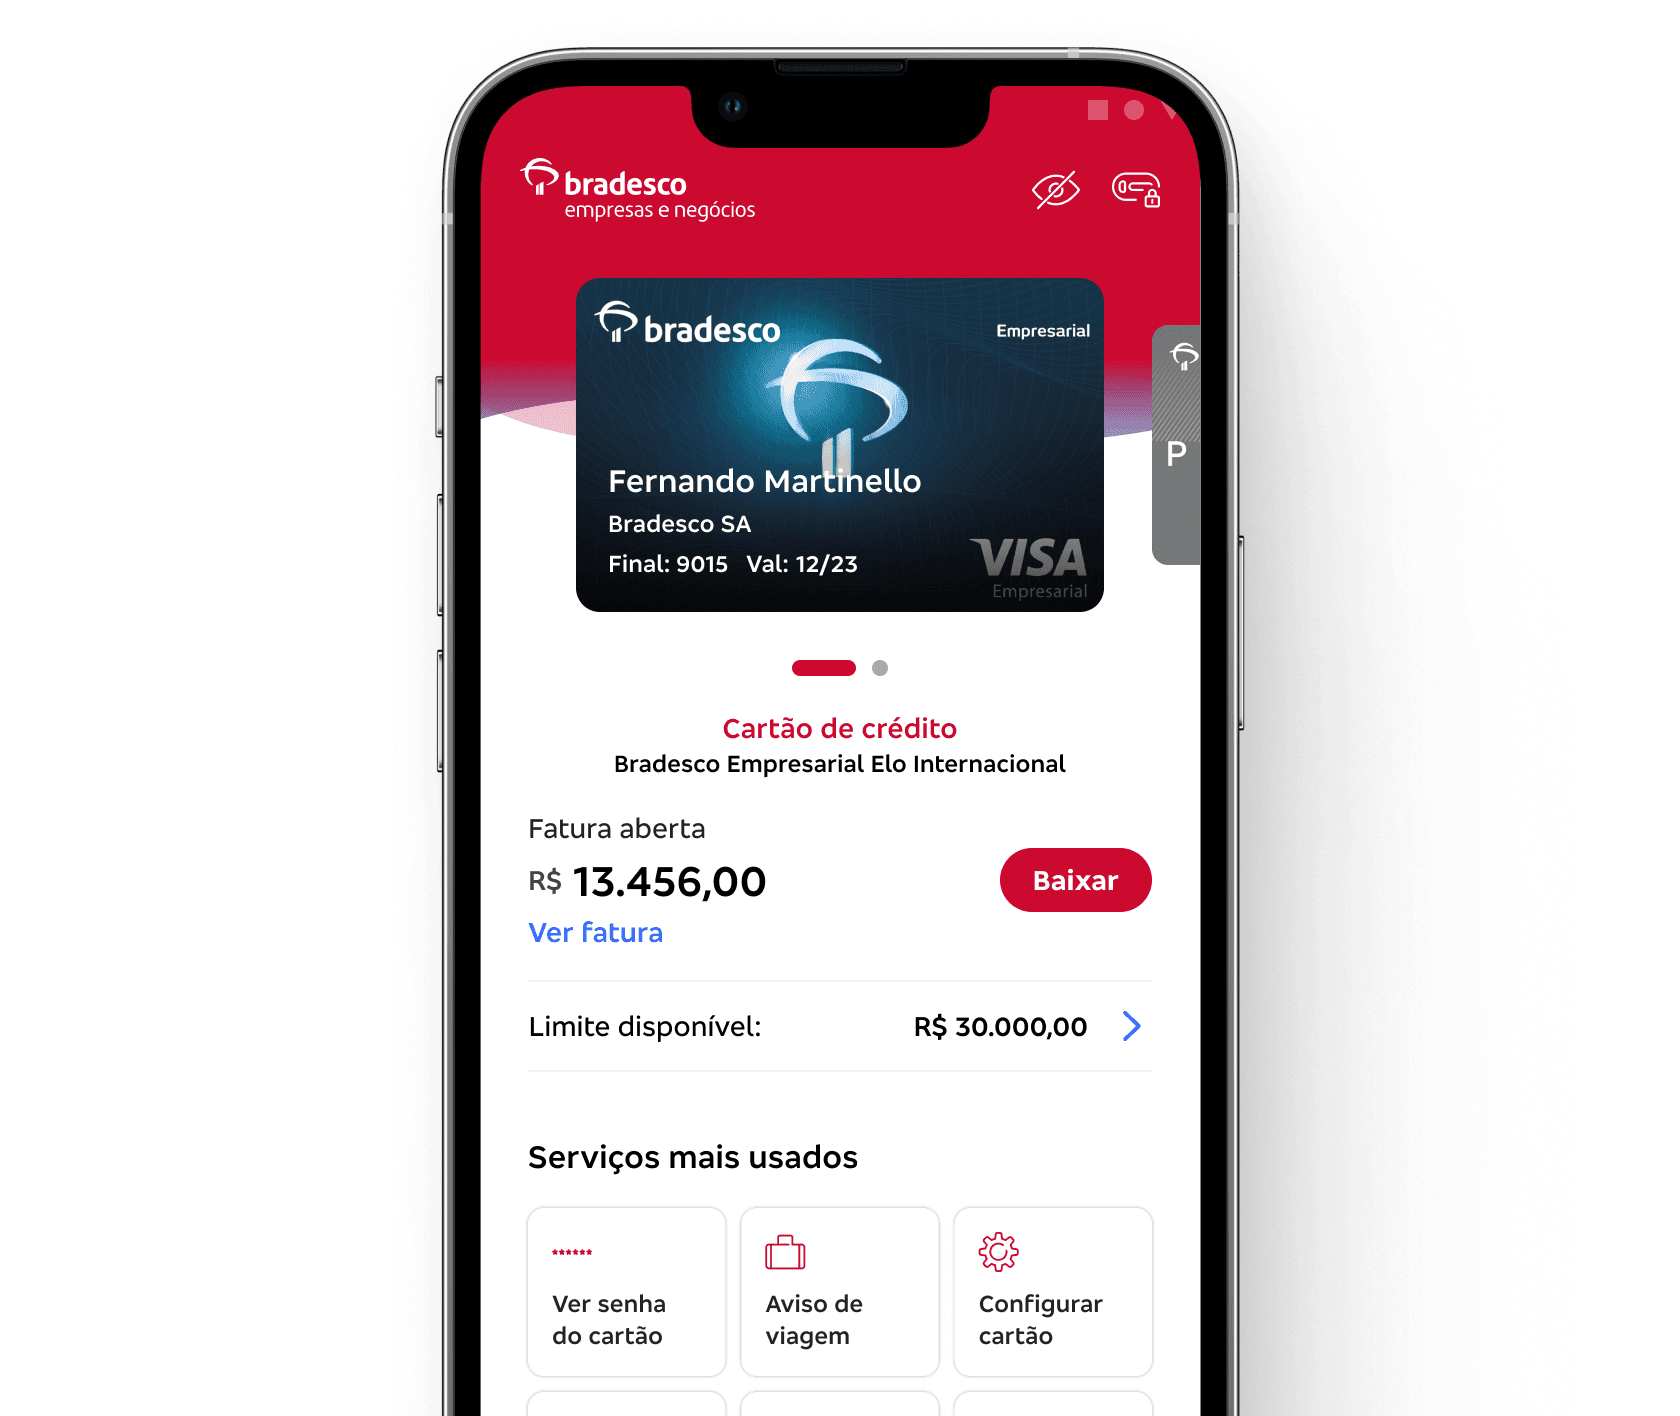 bradesco
empresas e negócios
bradesco
Empresarial
Fernando Martinello
Bradesco SA
Final: 9015 Val: 12/23
VISA
Empresarial
P
Cartão de crédito
Bradesco Empresarial Elo Internacional
Fatura aberta
R$ 13.456,00
Baixar
Ver fatura
Limite disponível: R$ 30.000,00
Serviços mais usados
******
Ver senha
do cartão
Aviso de
viagem
Configurar
cartão